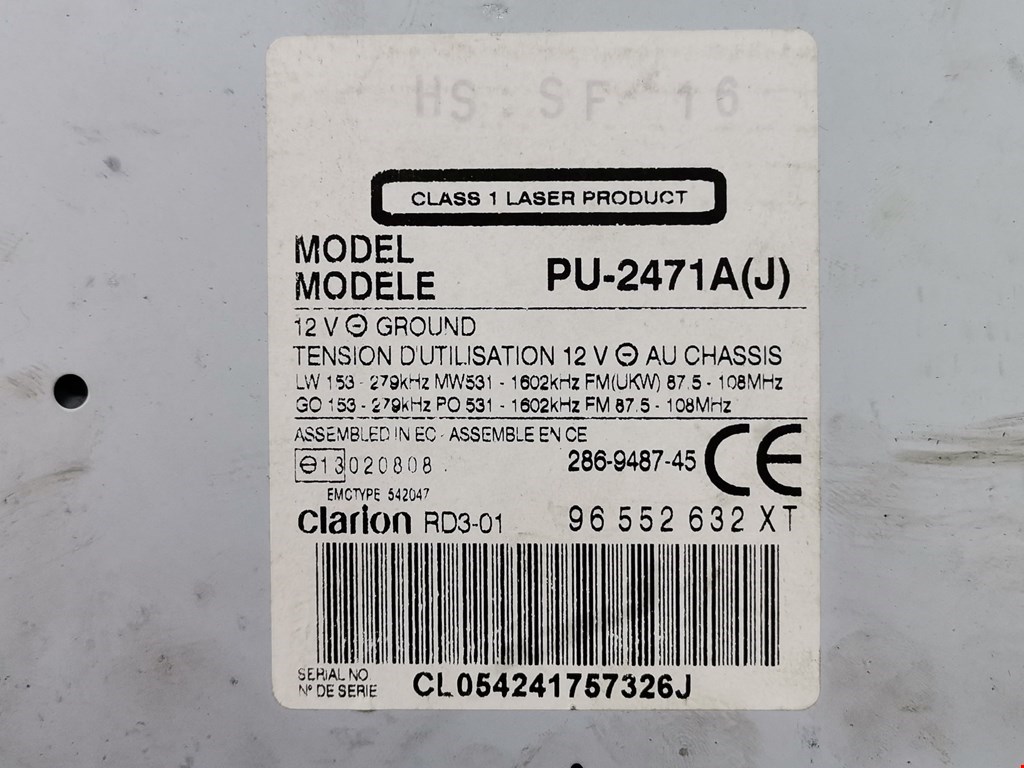 HS:SF 16
CLASS 1 LASER PRODUCT
MODEL
MODELE PU-2471A(J)
12 V ⊖ GROUND
TENSION D'UTILISATION 12 V ⊖ AU CHASSIS
LW 153 - 279kHz MW531 - 1602kHz FM(UKW) 87.5 - 108MHz
GO 153 - 279kHz PO 531 - 1602kHz FM 87.5 - 108MHz
ASSEMBLED IN EC - ASSEMBLE EN CE
e13 020808 286-9487-45 CE
EMCTYPE 542047
clarion RD3-01 96 552 632 XT
SERIAL NO
N° DE SERIE CL054241757326J